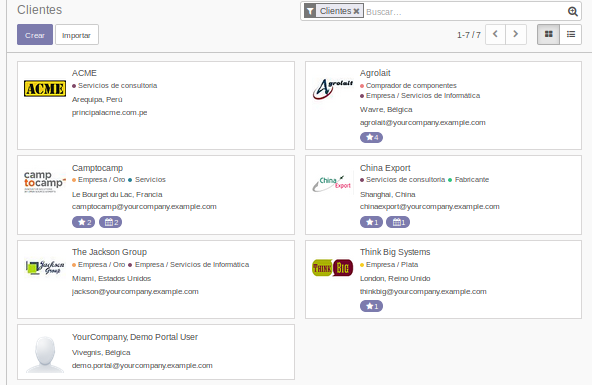 Clientes
Clientes ✖ Buscar...
Crear Importar 1-7 / 7
ACME
ACME
Servicios de consultoria
Arequipa, Perú
principalacme.com.pe
Agrolait
Agrolait
Comprador de componentes
Empresa / Servicios de Informática
Wavre, Bélgica
agrolait@yourcompany.example.com
4
camp
tocamp
Camptocamp
Empresa / Oro Servicios
Le Bourget du Lac, Francia
camptocamp@yourcompany.example.com
2 2
China
Export
China Export
Servicios de consultoria Fabricante
Shanghai, China
chinaexport@yourcompany.example.com
1 1
Jackson
Group
The Jackson Group
Empresa / Oro Empresa / Servicios de Informática
Miami, Estados Unidos
jackson@yourcompany.example.com
THINK BIG
Think Big Systems
Empresa / Plata
London, Reino Unido
thinkbig@yourcompany.example.com
1
YourCompany, Demo Portal User
Vivegnis, Bélgica
demo.portal@yourcompany.example.com